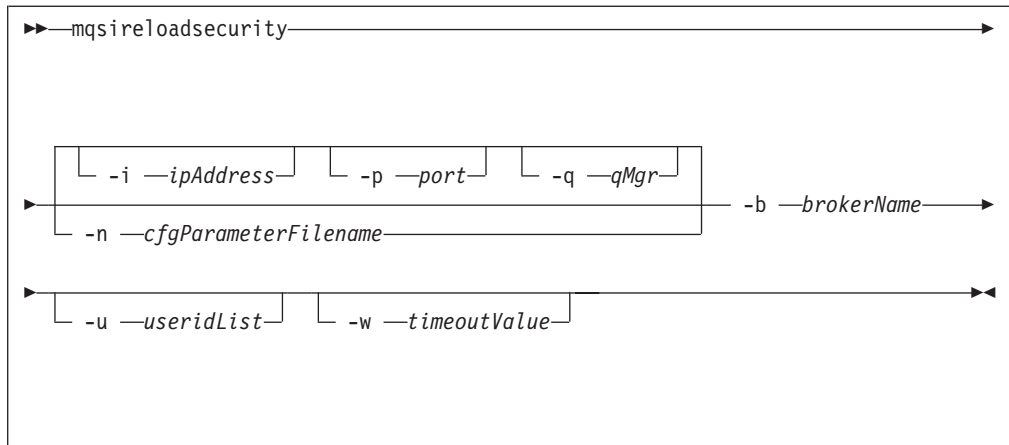 mqsireloadsecurity
-i ipAddress -p port -q qMgr
-b brokerName
-n cfgParameterFilename
-u useridList -w timeoutValue